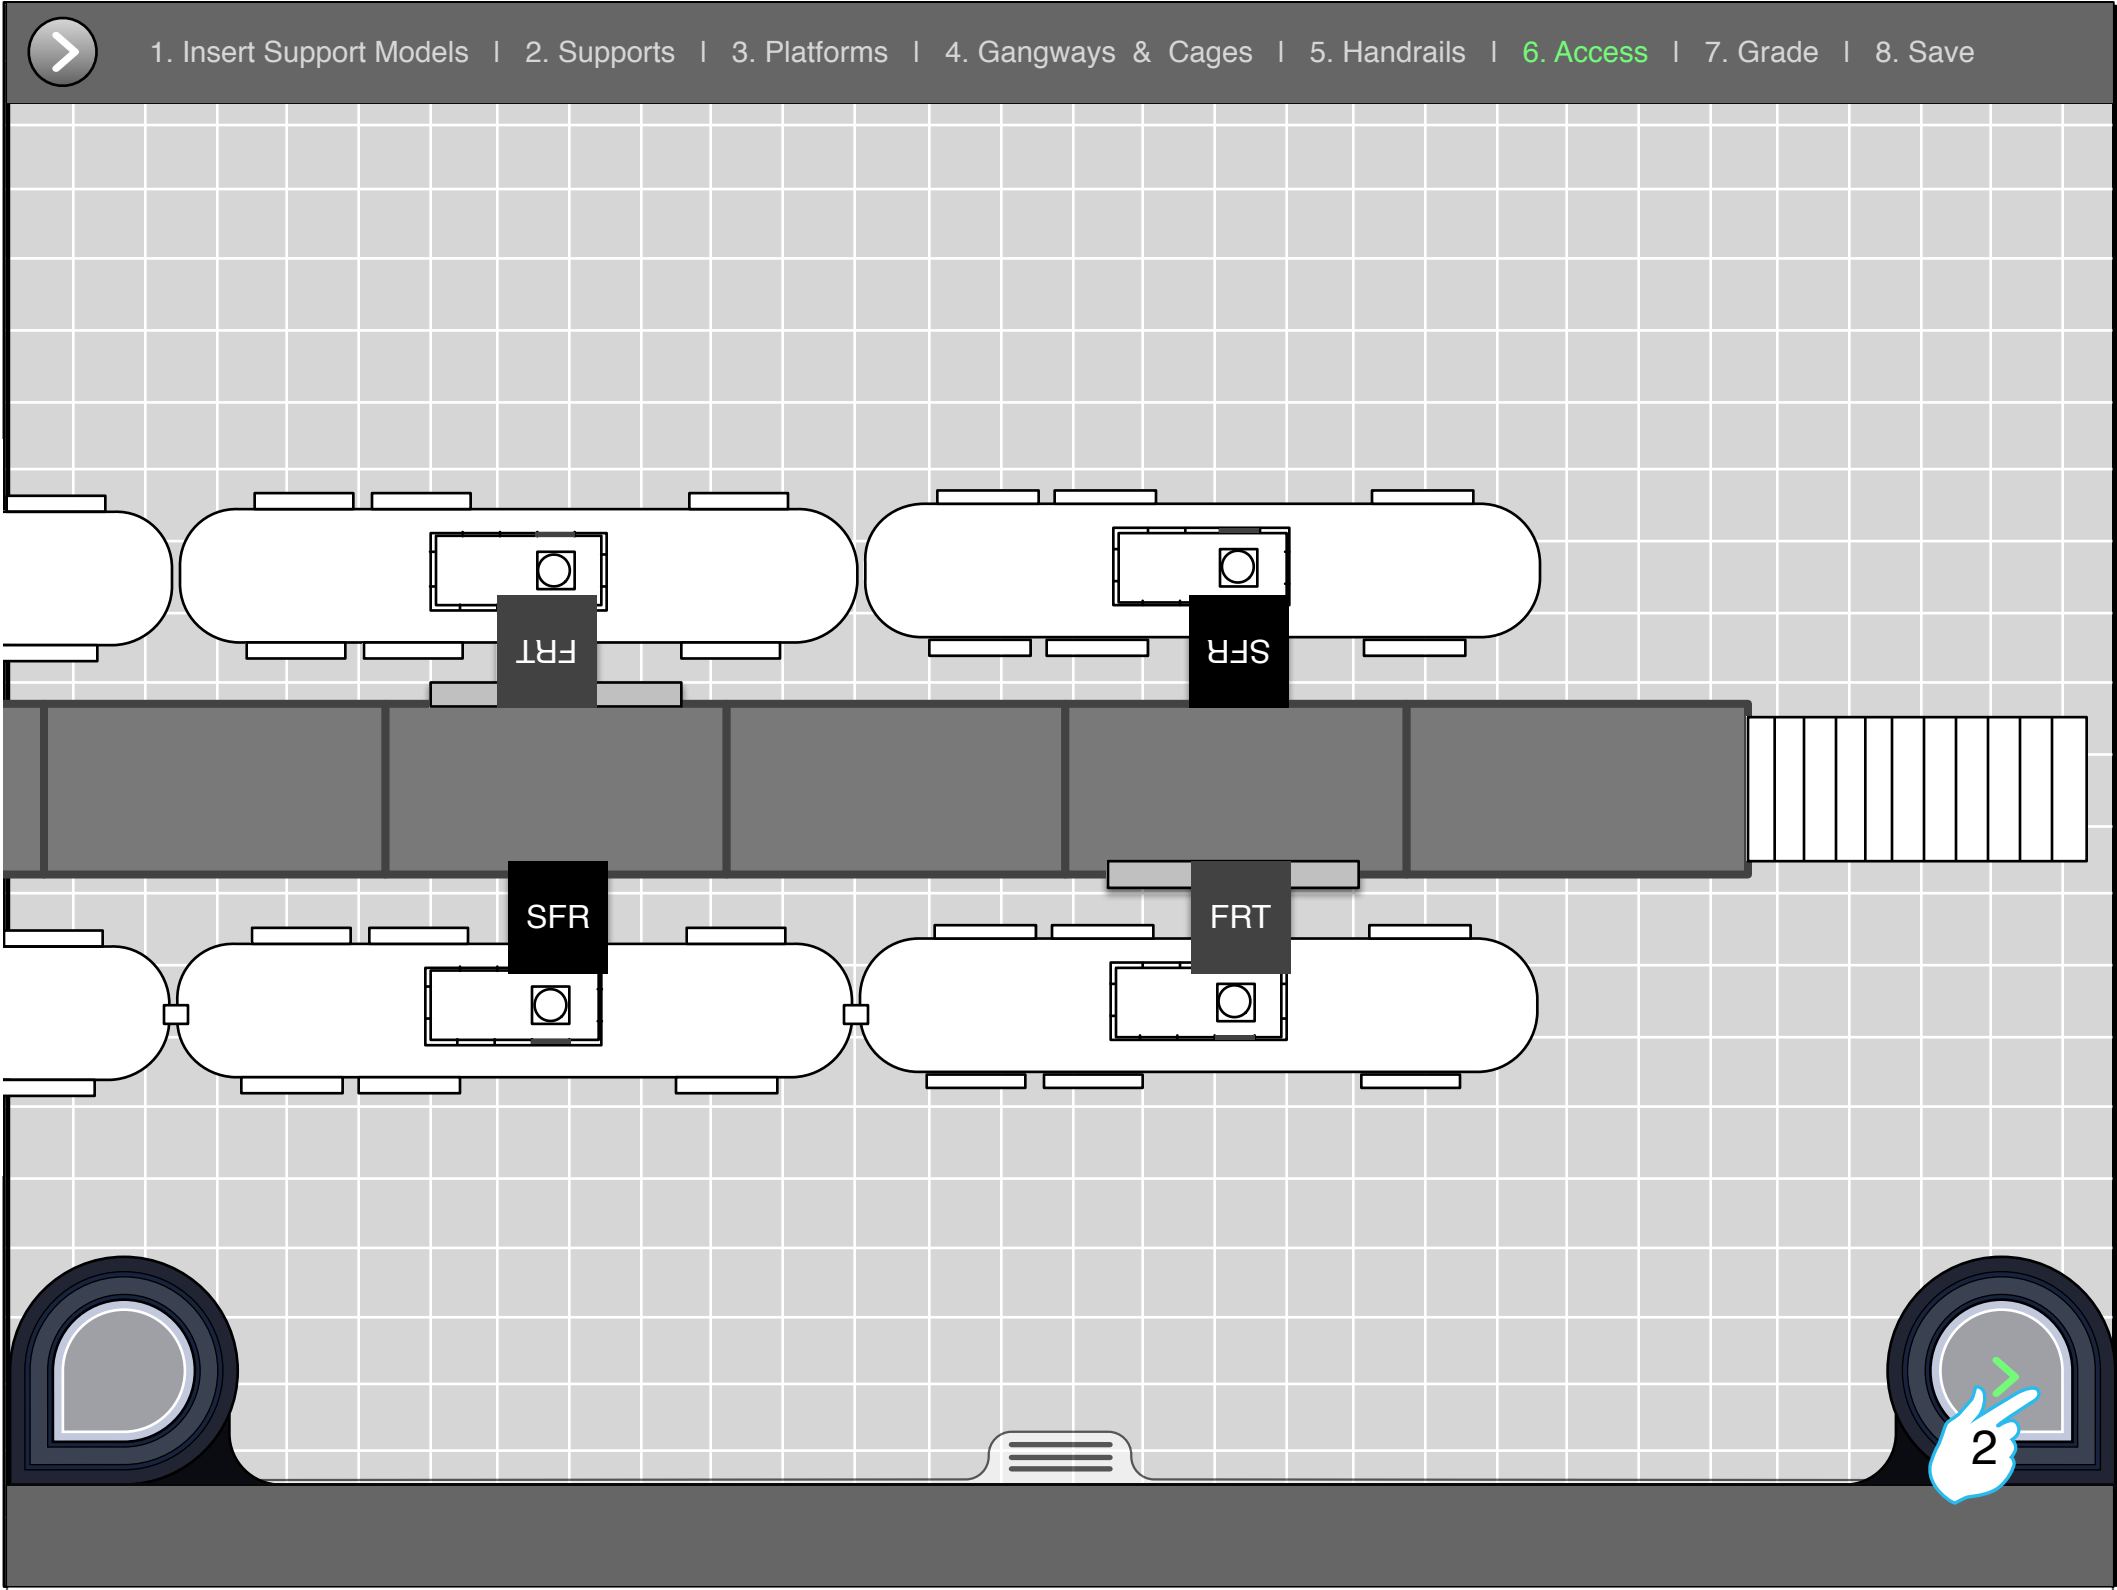 1. Insert Support Models | 2. Supports | 3. Platforms | 4. Gangways & Cages | 5. Handrails | 6. Access | 7. Grade | 8. Save
FRT
SFR
SFR
FRT
2